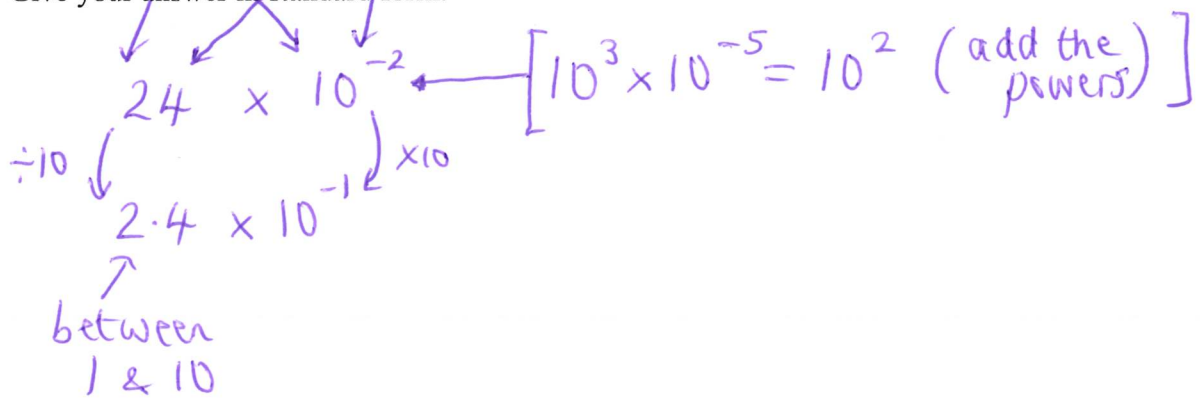 24 × 10⁻² [10³ × 10⁻⁵ = 10² (add the powers)]
÷10 ×10
2.4 × 10⁻¹
between
1 & 10